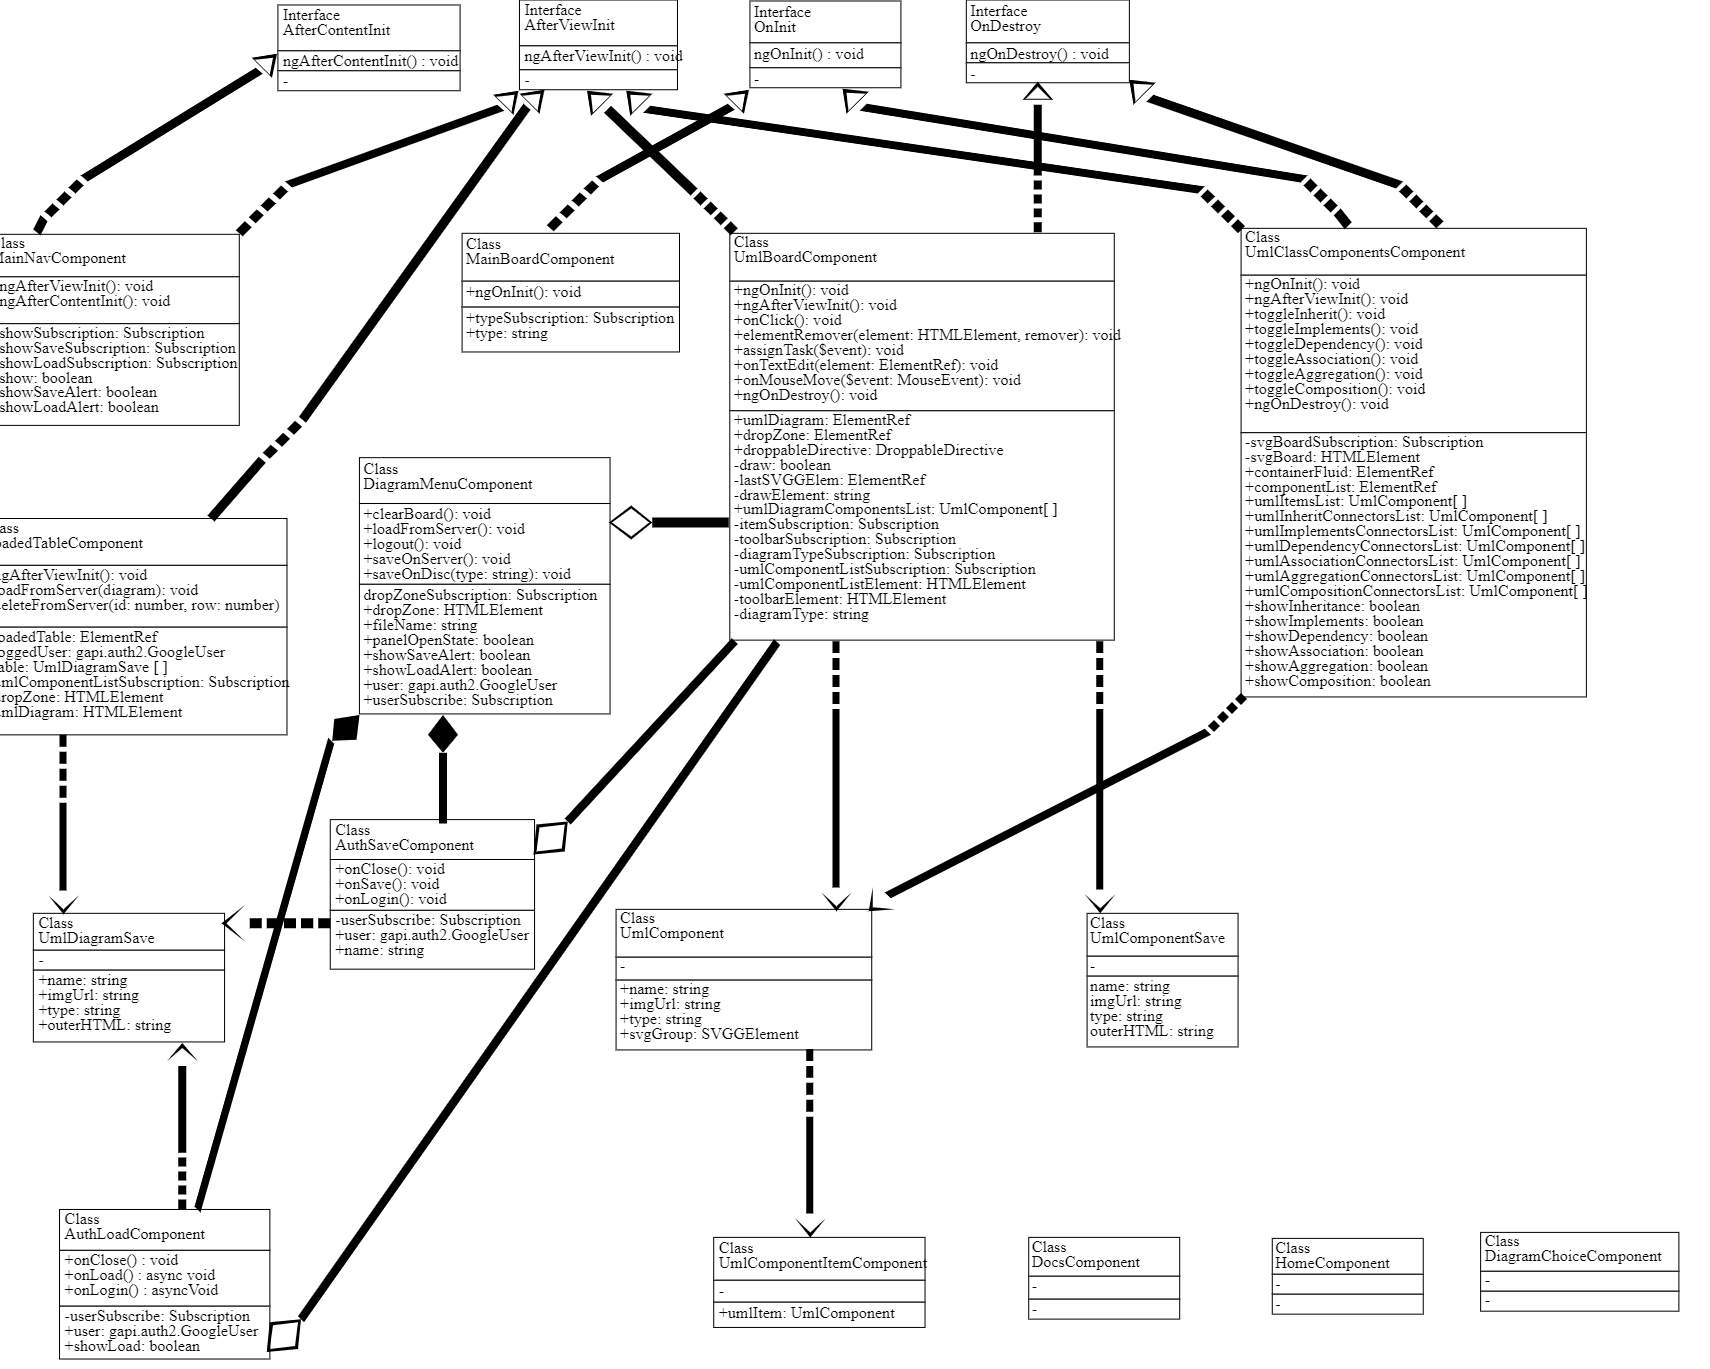 Interface
AfterContentInit
ngAfterContentInit() : void
-
Interface
AfterViewInit
ngAfterViewInit() : void
-
Interface
OnInit
ngOnInit() : void
-
Interface
OnDestroy
ngOnDestroy() : void
-
lass
MainNavComponent
ngAfterViewInit(): void
ngAfterContentInit(): void
showSubscription: Subscription
showSaveSubscription: Subscription
showLoadSubscription: Subscription
show: boolean
showSaveAlert: boolean
showLoadAlert: boolean
Class
MainBoardComponent
+ngOnInit(): void
+typeSubscription: Subscription
+type: string
Class
UmlBoardComponent
+ngOnInit(): void
+ngAfterViewInit(): void
+onClick(): void
+elementRemover(element: HTMLElement, remover): void
+assignTask($event): void
+onTextEdit(element: ElementRef): void
+onMouseMove($event: MouseEvent): void
+ngOnDestroy(): void
+umlDiagram: ElementRef
+dropZone: ElementRef
+droppableDirective: DroppableDirective
-draw: boolean
-lastSVGGElem: ElementRef
-drawElement: string
+umlDiagramComponentsList: UmlComponent[ ]
-itemSubscription: Subscription
-toolbarSubscription: Subscription
-diagramTypeSubscription: Subscription
-umlComponentListSubscription: Subscription
-umlComponentListElement: HTMLElement
-toolbarElement: HTMLElement
-diagramType: string
Class
UmlClassComponentsComponent
+ngOnInit(): void
+ngAfterViewInit(): void
+toggleInherit(): void
+toggleImplements(): void
+toggleDependency(): void
+toggleAssociation(): void
+toggleAggregation(): void
+toggleComposition(): void
+ngOnDestroy(): void
-svgBoardSubscription: Subscription
-svgBoard: HTMLElement
+containerFluid: ElementRef
+componentList: ElementRef
+umlItemsList: UmlComponent[ ]
+umlInheritConnectorsList: UmlComponent[ ]
+umlImplementsConnectorsList: UmlComponent[ ]
+umlDependencyConnectorsList: UmlComponent[ ]
+umlAssociationConnectorsList: UmlComponent[ ]
+umlAggregationConnectorsList: UmlComponent[ ]
+umlCompositionConnectorsList: UmlComponent[ ]
+showInheritance: boolean
+showImplements: boolean
+showDependency: boolean
+showAssociation: boolean
+showAggregation: boolean
+showComposition: boolean
Class
DiagramMenuComponent
+clearBoard(): void
+loadFromServer(): void
+logout(): void
+saveOnServer(): void
+saveOnDisc(type: string): void
dropZoneSubscription: Subscription
+dropZone: HTMLElement
+fileName: string
+panelOpenState: boolean
+showSaveAlert: boolean
+showLoadAlert: boolean
+user: gapi.auth2.GoogleUser
+userSubscribe: Subscription
ass
oadedTableComponent
gAfterViewInit(): void
oadFromServer(diagram): void
eleteFromServer(id: number, row: number)
oadedTable: ElementRef
oggedUser: gapi.auth2.GoogleUser
able: UmlDiagramSave [ ]
umlComponentListSubscription: Subscription
dropZone: HTMLElement
umlDiagram: HTMLElement
Class
AuthSaveComponent
+onClose(): void
+onSave(): void
+onLogin(): void
-userSubscribe: Subscription
+user: gapi.auth2.GoogleUser
+name: string
Class
UmlDiagramSave
-
+name: string
+imgUrl: string
+type: string
+outerHTML: string
Class
UmlComponent
-
+name: string
+imgUrl: string
+type: string
+svgGroup: SVGGElement
Class
UmlComponentSave
-
name: string
imgUrl: string
type: string
outerHTML: string
Class
AuthLoadComponent
+onClose() : void
+onLoad() : async void
+onLogin() : asyncVoid
-userSubscribe: Subscription
+user: gapi.auth2.GoogleUser
+showLoad: boolean
Class
UmlComponentItemComponent
-
+umlItem: UmlComponent
Class
DocsComponent
-
-
Class
HomeComponent
-
-
Class
DiagramChoiceComponent
-
-